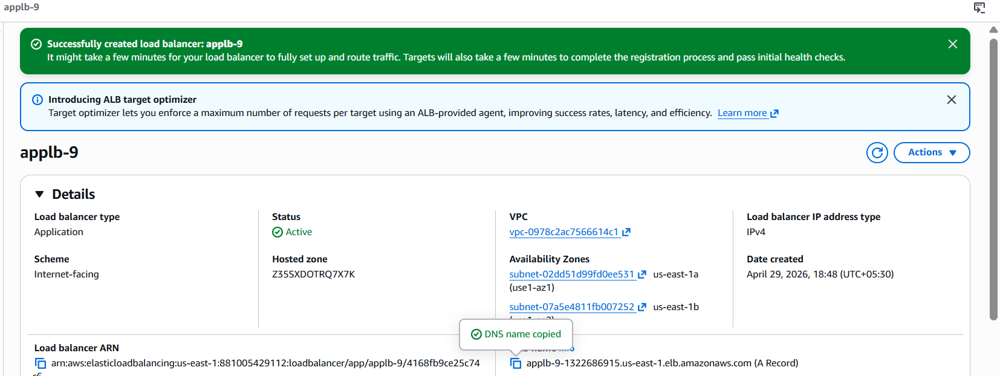 applb-9
Successfully created load balancer: applb-9
It might take a few minutes for your load balancer to fully set up and route traffic. Targets will also take a few minutes to complete the registration process and pass initial health checks.
Introducing ALB target optimizer
Target optimizer lets you enforce a maximum number of requests per target using an ALB-provided agent, improving success rates, latency, and efficiency. Learn more
applb-9
Actions
Details
Load balancer type
Application
Status
Active
VPC
vpc-0978c2ac7566614c1
Load balancer IP address type
IPv4
Scheme
Internet-facing
Hosted zone
Z35SXDOTRQ7X7K
Availability Zones
subnet-02dd51d99fd0ee531 us-east-1a
(use1-az1)
subnet-07a5e4811fb007252 us-east-1b
Date created
April 29, 2026, 18:48 (UTC+05:30)
DNS name copied
Load balancer ARN
arn:aws:elasticloadbalancing:us-east-1:881005429112:loadbalancer/app/applb-9/4168fb9ce25c74
applb-9-1322686915.us-east-1.elb.amazonaws.com (A Record)